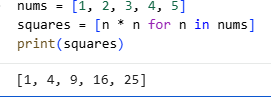 nums = [1, 2, 3, 4, 5]
squares = [n * n for n in nums]
print(squares)
[1, 4, 9, 16, 25]